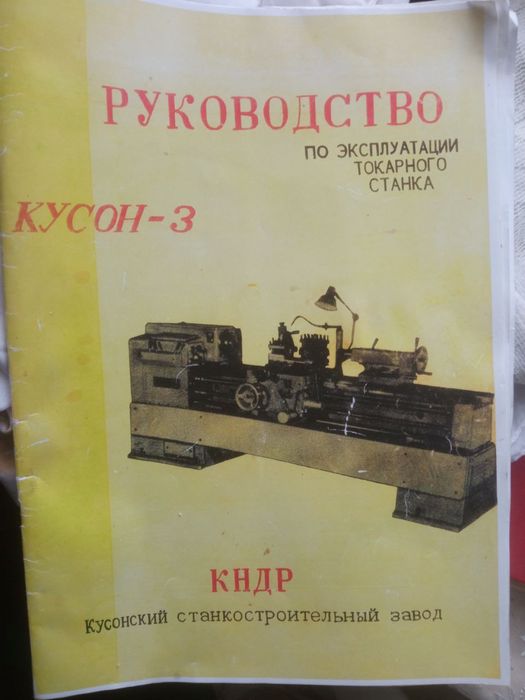 РУКОВОДСТВО
ПО ЭКСПЛУАТАЦИИ
ТОКАРНОГО
СТАНКА
КУСОН-3
КНДР
Кусонский станкостроительный завод